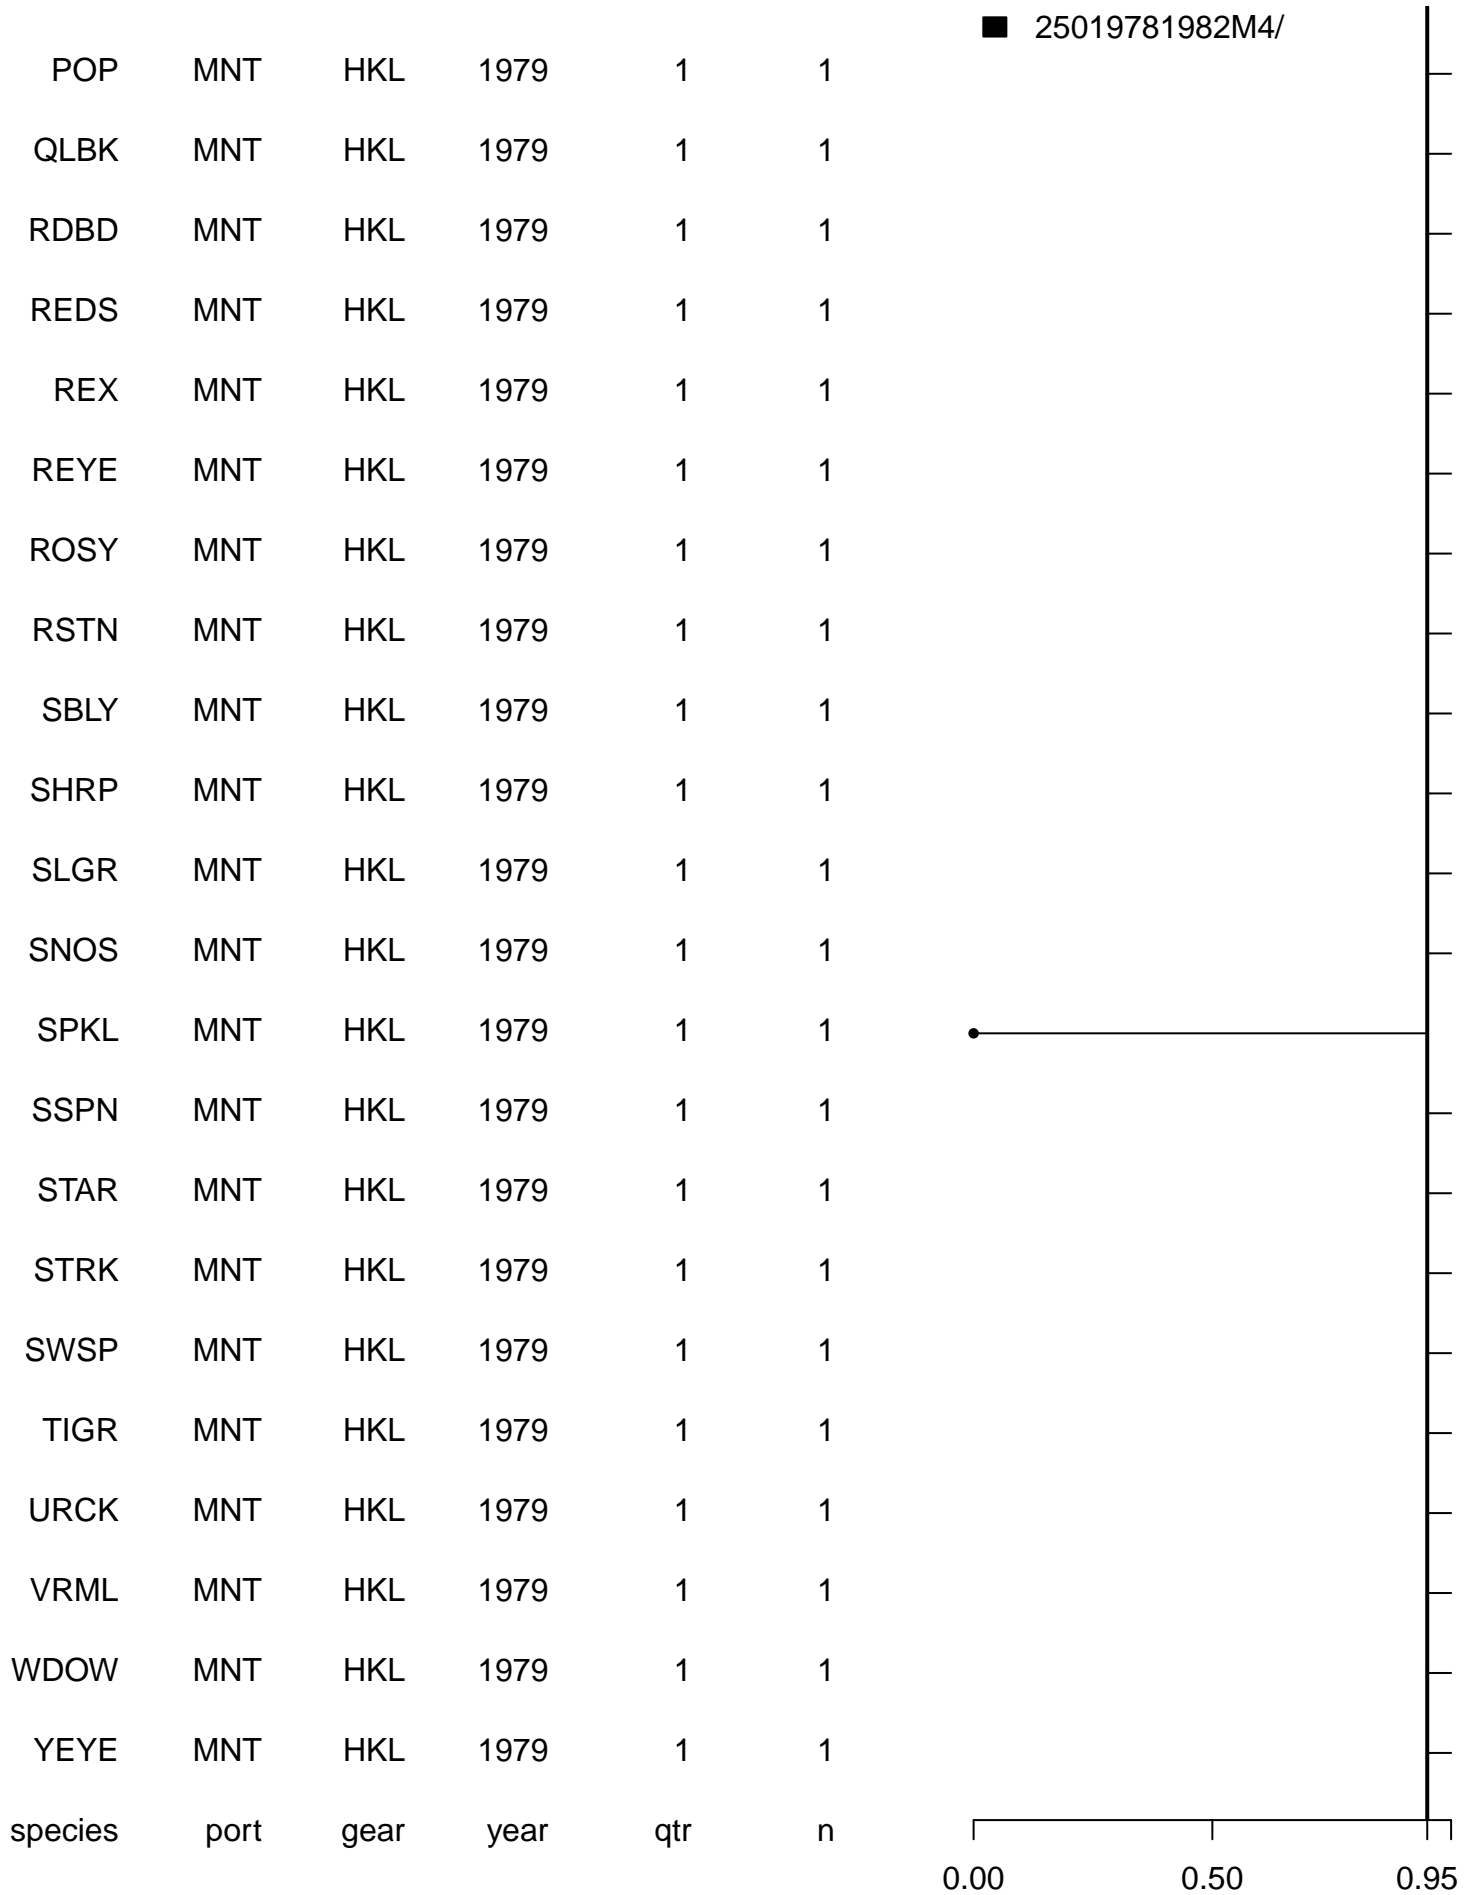 25019781982M4/
POP MNT HKL 1979 1 1
QLBK MNT HKL 1979 1 1
RDBD MNT HKL 1979 1 1
REDS MNT HKL 1979 1 1
REX MNT HKL 1979 1 1
REYE MNT HKL 1979 1 1
ROSY MNT HKL 1979 1 1
RSTN MNT HKL 1979 1 1
SBLY MNT HKL 1979 1 1
SHRP MNT HKL 1979 1 1
SLGR MNT HKL 1979 1 1
SNOS MNT HKL 1979 1 1
SPKL MNT HKL 1979 1 1
SSPN MNT HKL 1979 1 1
STAR MNT HKL 1979 1 1
STRK MNT HKL 1979 1 1
SWSP MNT HKL 1979 1 1
TIGR MNT HKL 1979 1 1
URCK MNT HKL 1979 1 1
VRML MNT HKL 1979 1 1
WDOW MNT HKL 1979 1 1
YEYE MNT HKL 1979 1 1
species port gear year qtr n
0.00 0.50 0.95